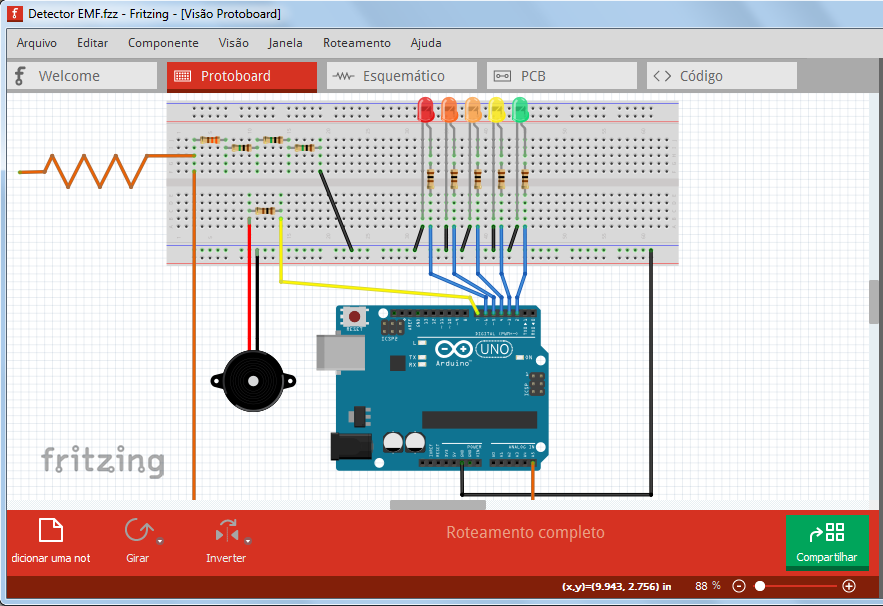 Detector EMF.fzz - Fritzing - [Visão Protoboard]
Arquivo Editar Componente Visão Janela Roteamento Ajuda
Welcome Protoboard Esquemático PCB Código
RESET
ICSP2
DIGITAL (PWM~)
L
TX
RX
UNO
Arduino
ON
ICSP
POWER
ANALOG IN
fritzing
dicionar uma not
Girar
Inverter
Roteamento completo
Compartilhar
(x,y)=(9.943, 2.756) in
88 %